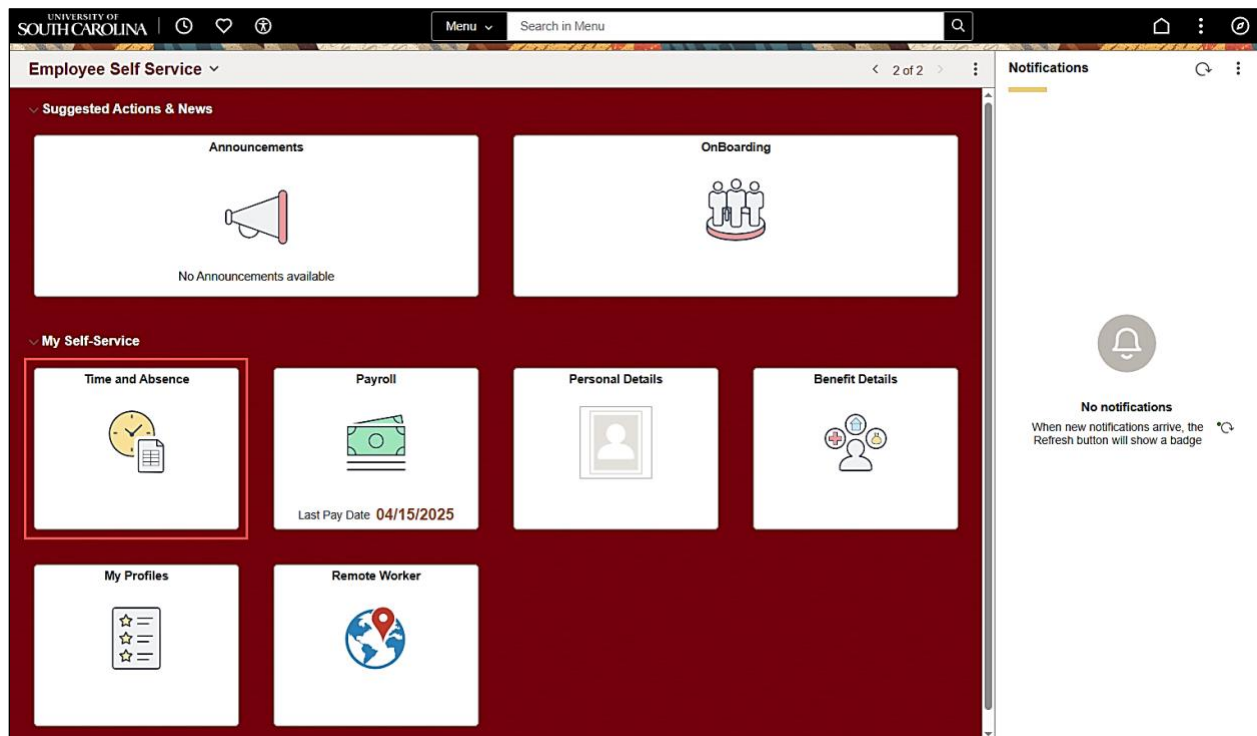 UNIVERSITY OF
SOUTH CAROLINA
Menu
Search in Menu
Employee Self Service
2 of 2
Notifications
Suggested Actions & News
Announcements
No Announcements available
OnBoarding
My Self-Service
Time and Absence
Payroll
Last Pay Date 04/15/2025
Personal Details
Benefit Details
My Profiles
Remote Worker
No notifications
When new notifications arrive, the
Refresh button will show a badge